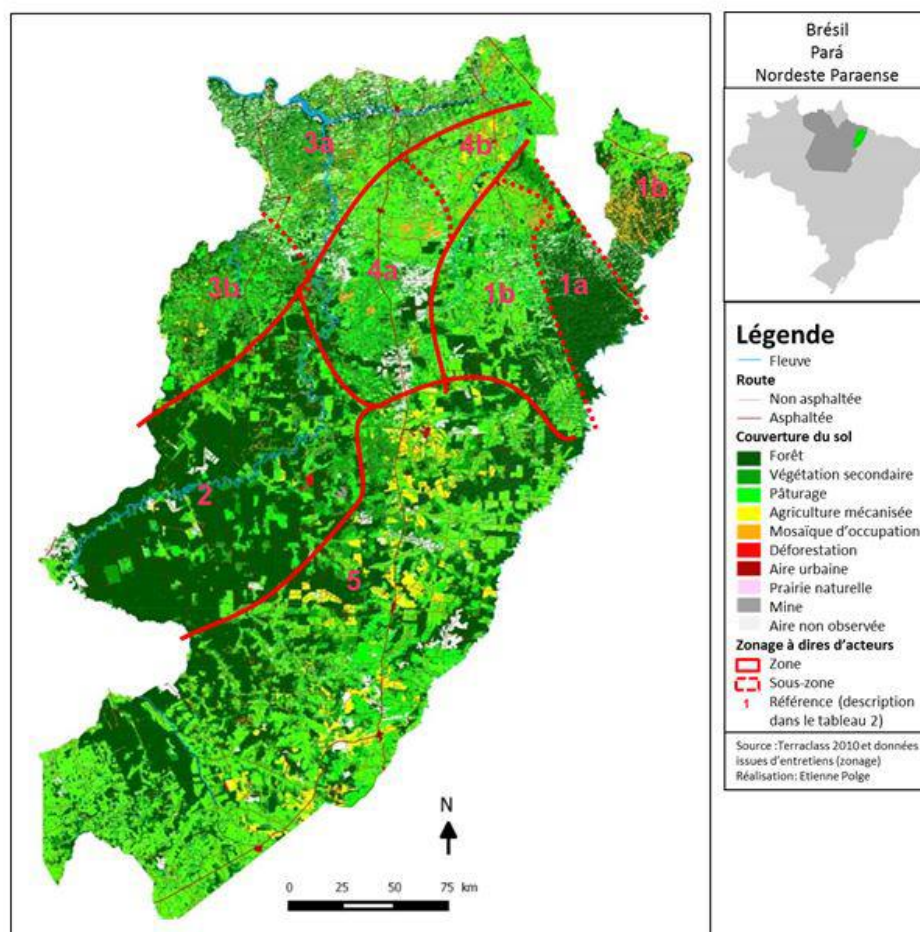 Brésil
Pará
Nordeste Paraense
3a
4b
1b
3b
4a
1b
1a
2
5
N
0 25 50 75 km
Légende
Fleuve
Route
Non asphaltée
Asphaltée
Couverture du sol
Forêt
Végétation secondaire
Pâturage
Agriculture mécanisée
Mosaïque d'occupation
Déforestation
Aire urbaine
Prairie naturelle
Mine
Aire non observée
Zonage à dires d'acteurs
Zone
Sous-zone
1 Référence (description
dans le tableau 2)
Source :Terraclass 2010 et données
issues d'entretiens (zonage)
Réalisation: Etienne Polge